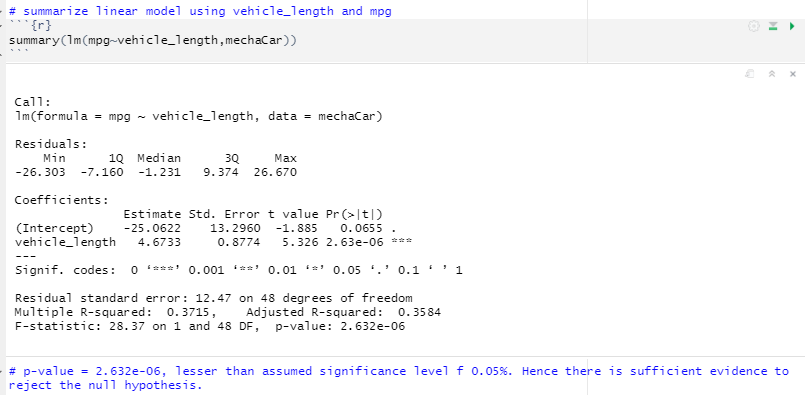 # summarize linear model using vehicle_length and mpg
```{r}
summary(lm(mpg~vehicle_length,mechaCar))
```
Call:
lm(formula = mpg ~ vehicle_length, data = mechaCar)
Residuals:
    Min      1Q  Median      3Q     Max
-26.303  -7.160  -1.231   9.374  26.670
Coefficients:
               Estimate Std. Error t value Pr(>|t|)
(Intercept)    -25.0622    13.2960  -1.885   0.0655 .
vehicle_length   4.6733     0.8774   5.326 2.63e-06 ***
---
Signif. codes:  0 ‘***’ 0.001 ‘**’ 0.01 ‘*’ 0.05 ‘.’ 0.1 ‘ ’ 1
Residual standard error: 12.47 on 48 degrees of freedom
Multiple R-squared:  0.3715,    Adjusted R-squared:  0.3584
F-statistic: 28.37 on 1 and 48 DF,  p-value: 2.632e-06
# p-value = 2.632e-06, lesser than assumed significance level f 0.05%. Hence there is sufficient evidence to
reject the null hypothesis.